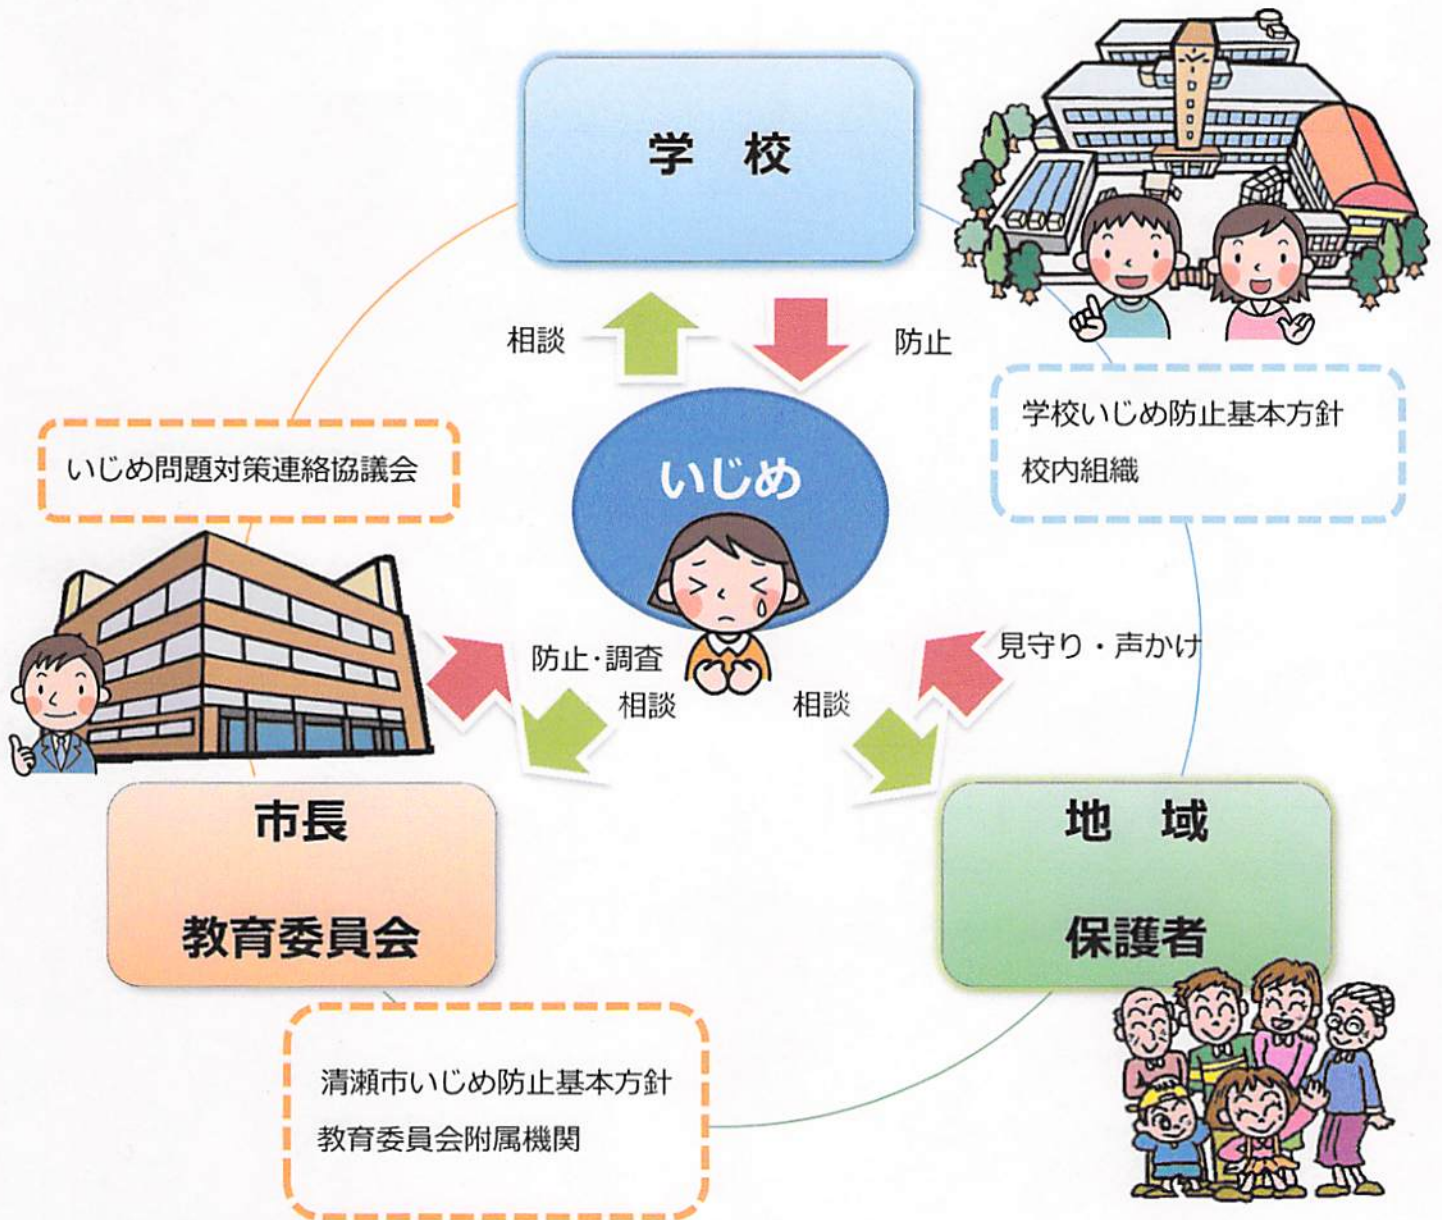 学 校
相談
防止
学校いじめ防止基本方針
校内組織
いじめ
いじめ問題対策連絡協議会
防止・調査
相談
相談
見守り・声かけ
市長
教育委員会
地 域
保護者
清瀬市いじめ防止基本方針
教育委員会附属機関